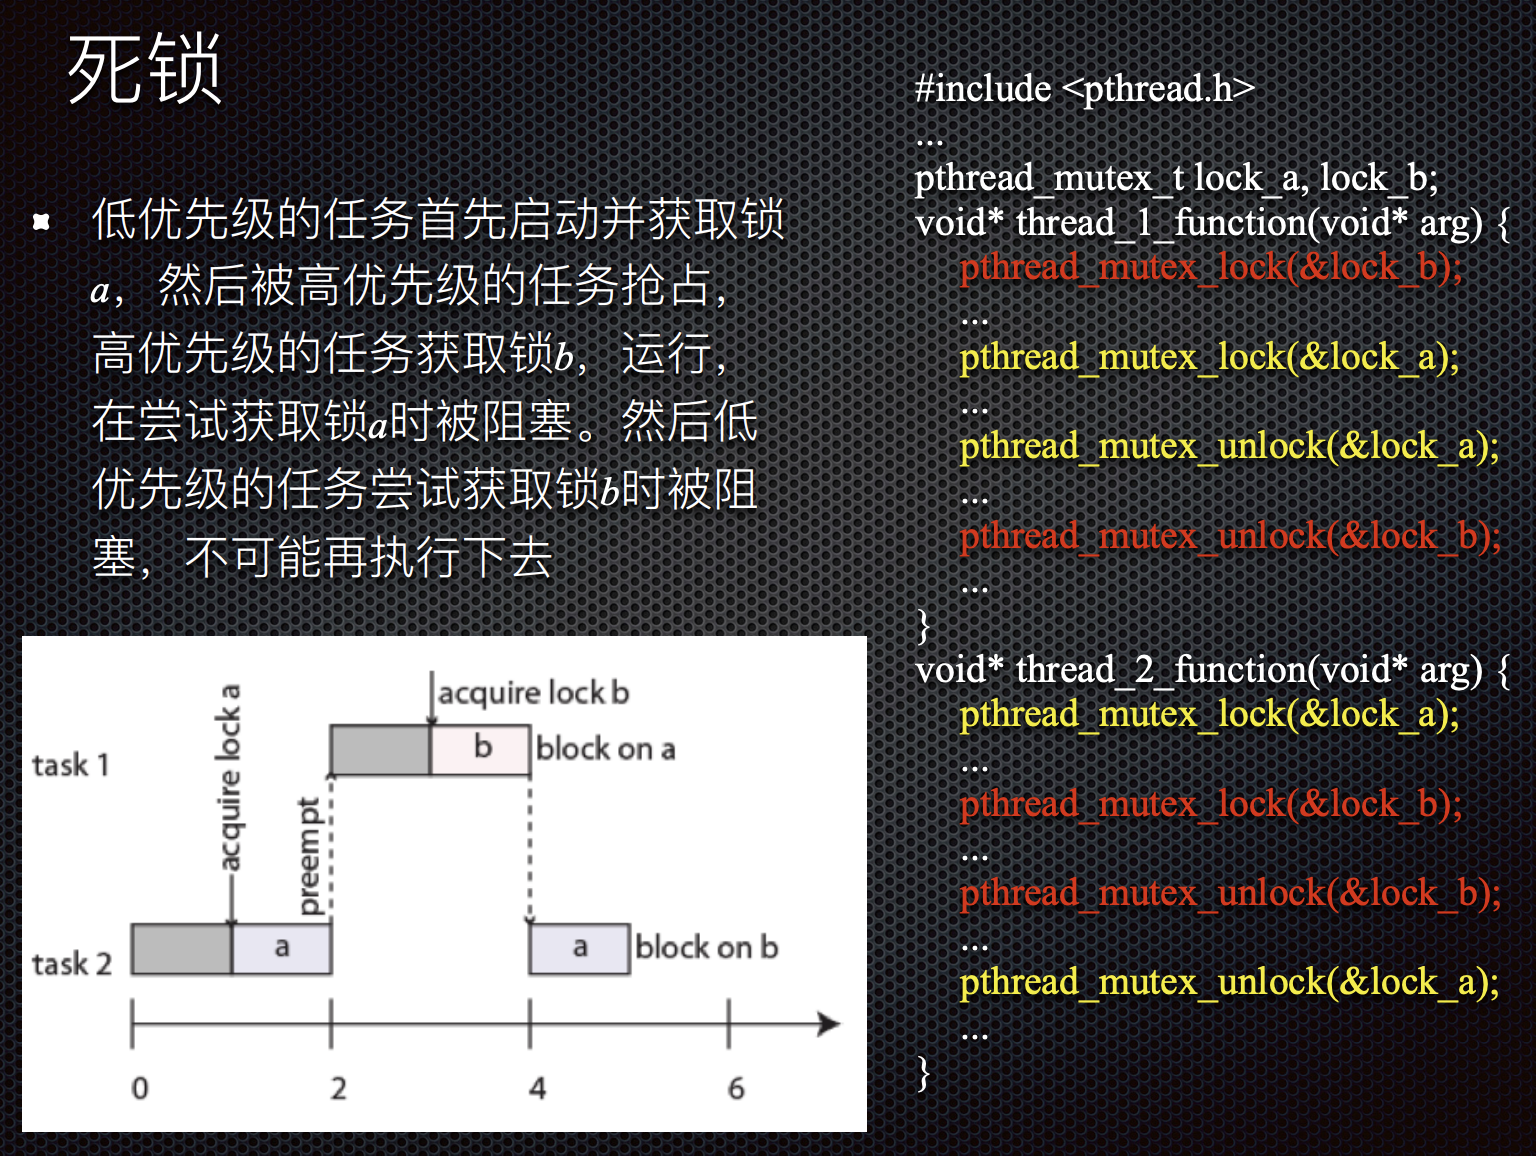 死锁
低优先级的任务首先启动并获取锁
a，然后被高优先级的任务抢占，
高优先级的任务获取锁b，运行，
在尝试获取锁a时被阻塞。然后低
优先级的任务尝试获取锁b时被阻
塞，不可能再执行下去
acquire lock b
acquire lock a
task 1
b
block on a
preempt
task 2
a
a
block on b
0
2
4
6
#include <pthread.h>
...
pthread_mutex_t lock_a, lock_b;
void* thread_1_function(void* arg) {
pthread_mutex_lock(&lock_b);
...
pthread_mutex_lock(&lock_a);
...
pthread_mutex_unlock(&lock_a);
...
pthread_mutex_unlock(&lock_b);
...
}
void* thread_2_function(void* arg) {
pthread_mutex_lock(&lock_a);
...
pthread_mutex_lock(&lock_b);
...
pthread_mutex_unlock(&lock_b);
...
pthread_mutex_unlock(&lock_a);
...
}